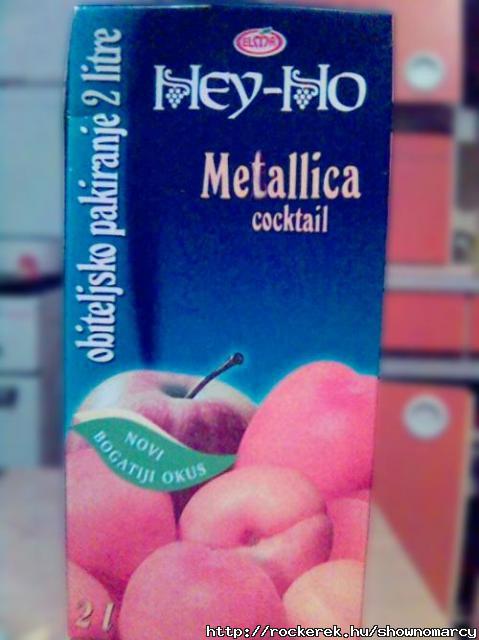 ELMA
HEY-HO
Metallica
cocktail
obiteljsko pakiranje 2 litre
NOVI
BOGATIJI OKUS
2 l
http://rockerek.hu/shownomarcy